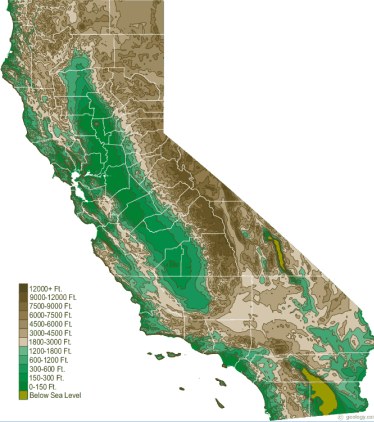 12000+ Ft.
9000-12000 Ft.
7500-9000 Ft.
6000-7500 Ft.
4500-6000 Ft.
3000-4500 Ft.
1800-3000 Ft.
1200-1800 Ft.
600-1200 Ft.
300-600 Ft.
150-300 Ft.
0-150 Ft.
Below Sea Level
©